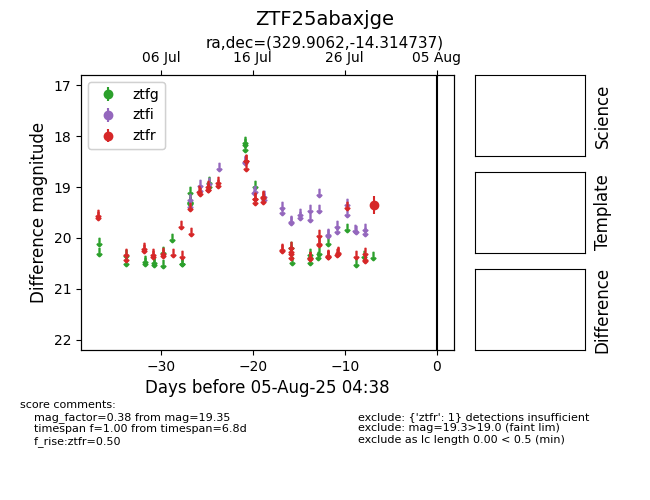 ZTF25abaxjge
ra,dec=(329.9062,-14.314737)
06 Jul 16 Jul 26 Jul 05 Aug
17
18
19
20
21
22
Difference magnitude
ztfg
ztfi
ztfr
−30 −20 −10 0
Days before 05-Aug-25 04:38
Science
Template
Difference
score comments:
mag_factor=0.38 from mag=19.35
timespan f=1.00 from timespan=6.8d
f_rise:ztfr=0.50
exclude: {'ztfr': 1} detections insufficient
exclude: mag=19.3>19.0 (faint lim)
exclude as lc length 0.00 < 0.5 (min)